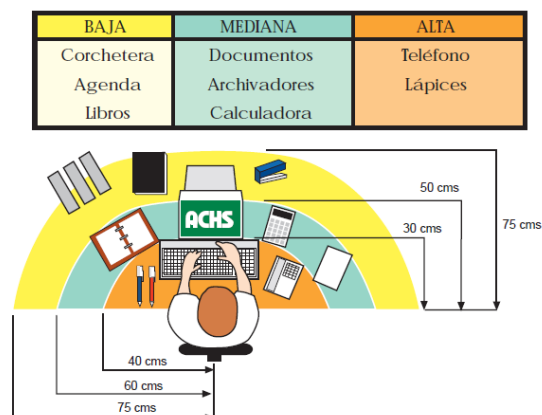 BAJA MEDIANA ALTA
Corchetera Documentos Teléfono
Agenda Archivadores Lápices
Libros Calculadora
50 cms
75 cms
30 cms
ACHS
40 cms
60 cms
75 cms